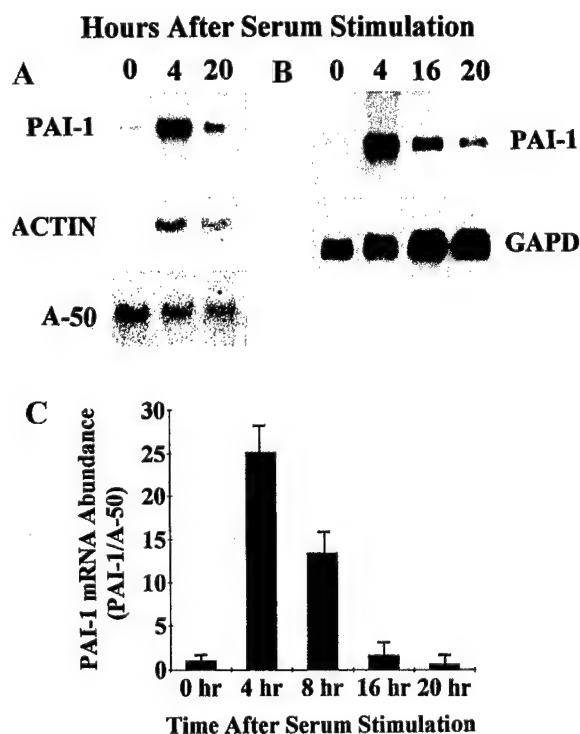 Hours After Serum Stimulation
A 0 4 20 B 0 4 16 20
PAI-1
PAI-1
ACTIN
GAPD
A-50
C
PAI-1 mRNA Abundance
(PAI-1/A-50)
30
25
20
15
10
5
0
0 hr 4 hr 8 hr 16 hr 20 hr
Time After Serum Stimulation